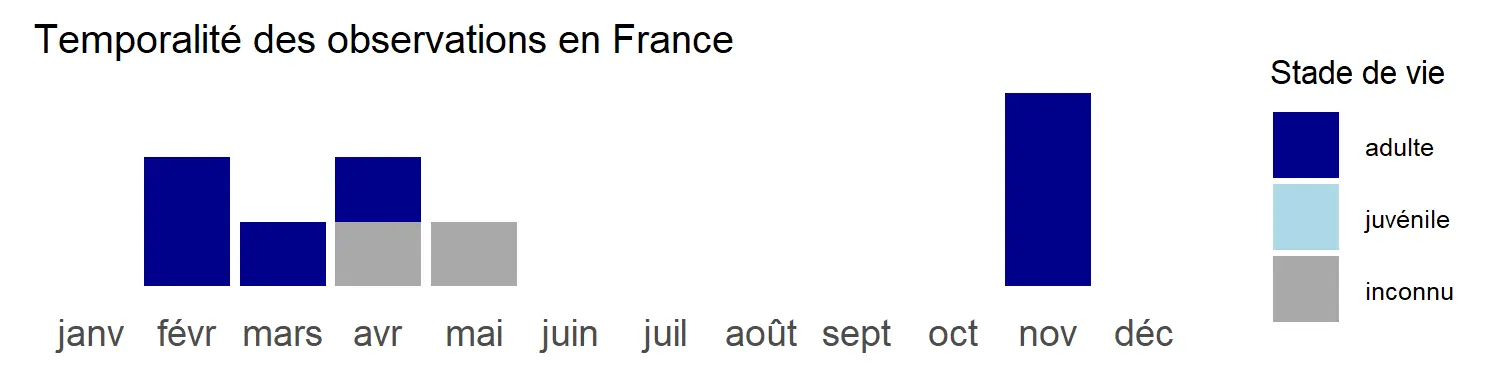 Temporalité des observations en France
Stade de vie
adulte
juvénile
inconnu
janv févr mars avr mai juin juil août sept oct nov déc